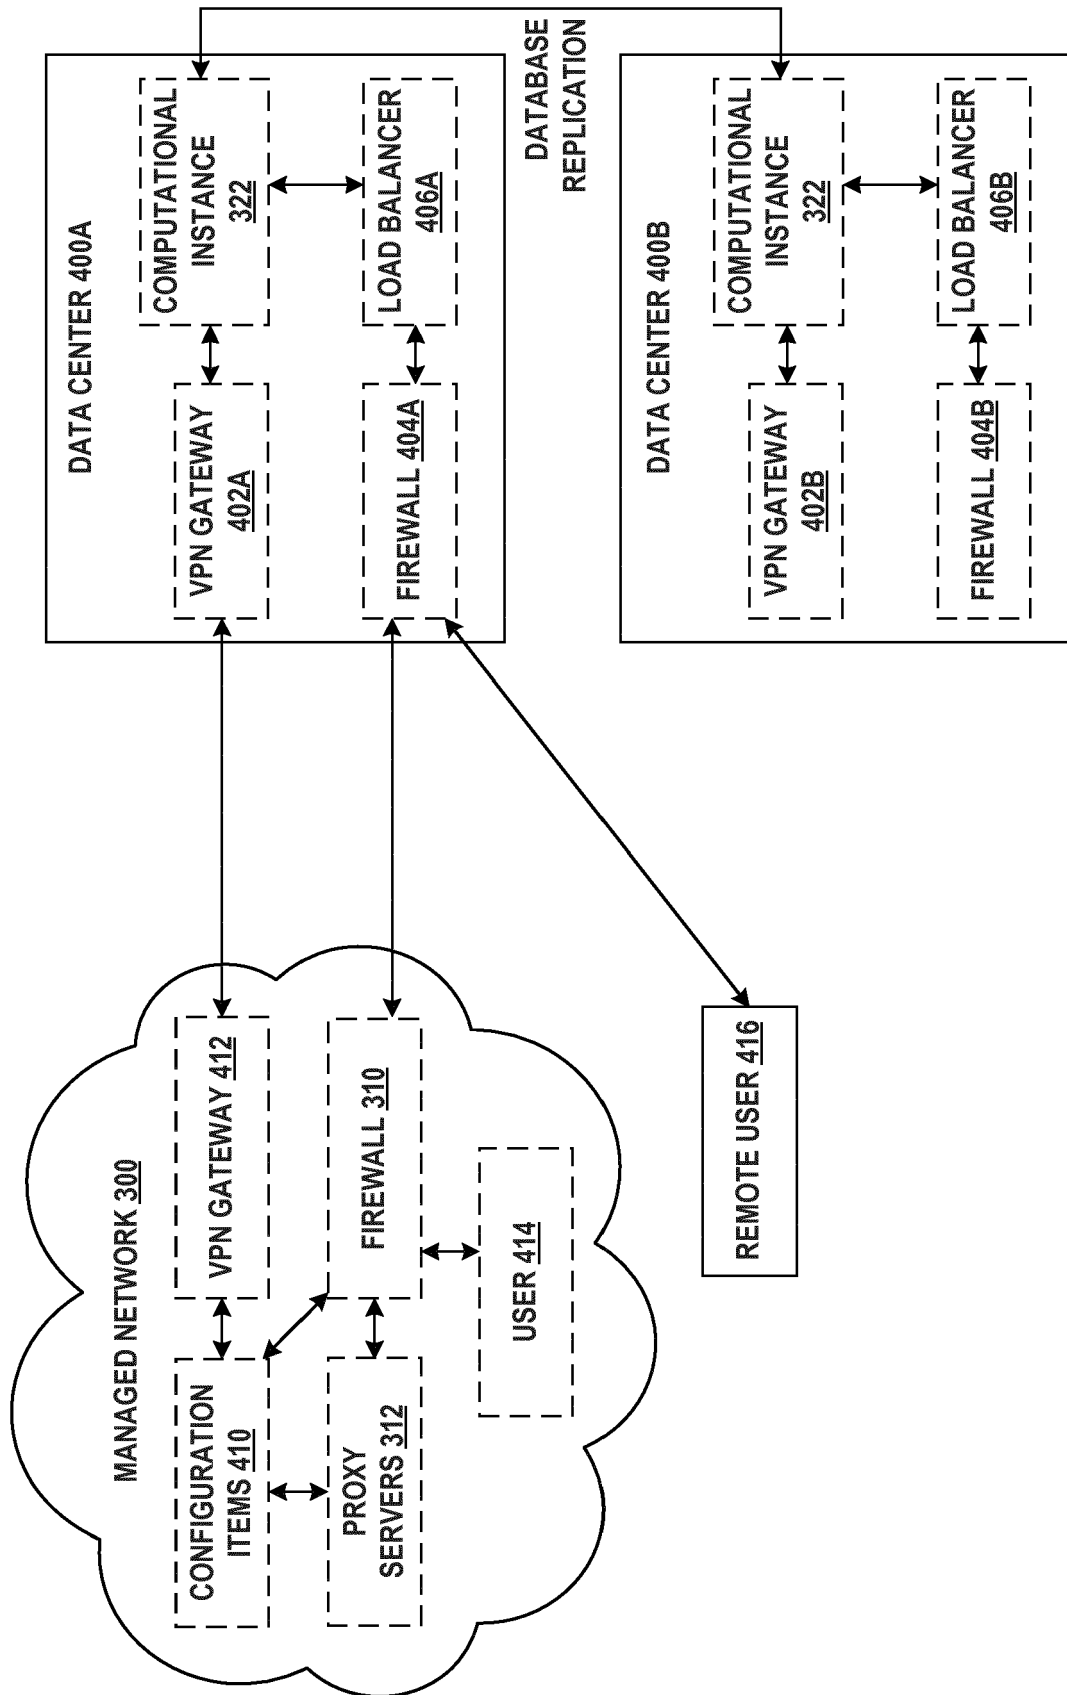 MANAGED NETWORK 300
CONFIGURATION
ITEMS 410
VPN GATEWAY 412
PROXY
SERVERS 312
FIREWALL 310
USER 414
REMOTE USER 416
DATA CENTER 400A
VPN GATEWAY
402A
COMPUTATIONAL
INSTANCE
322
FIREWALL 404A
LOAD BALANCER
406A
DATABASE
REPLICATION
DATA CENTER 400B
VPN GATEWAY
402B
COMPUTATIONAL
INSTANCE
322
FIREWALL 404B
LOAD BALANCER
406B